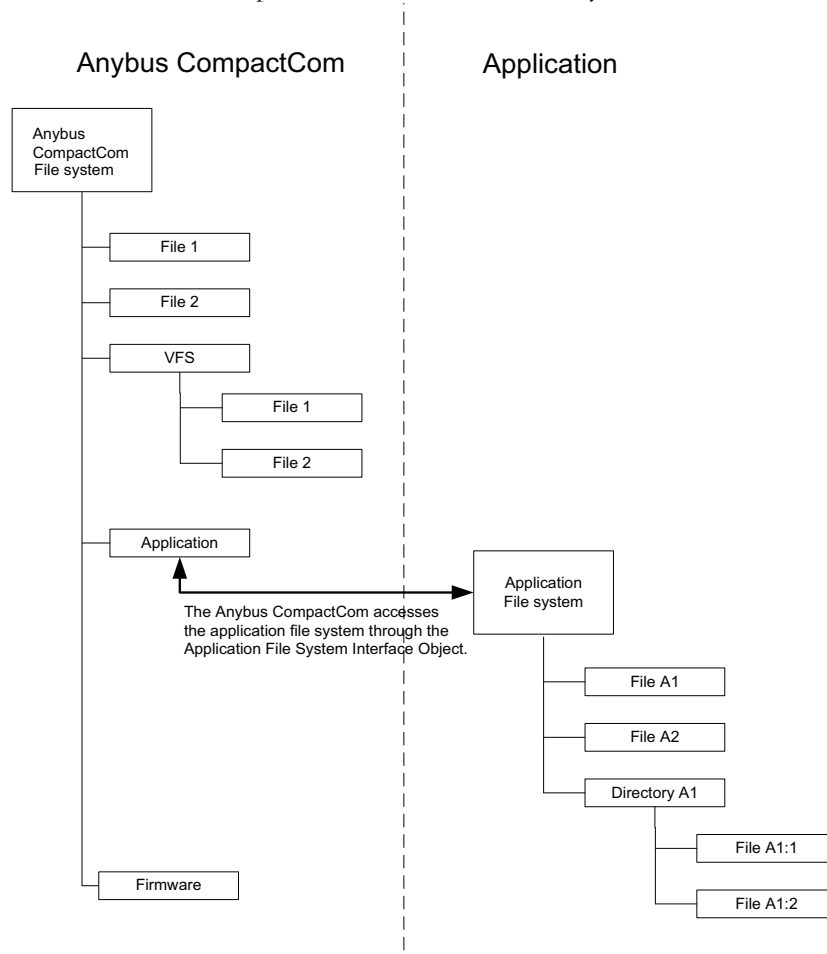 Anybus CompactCom
Application
Anybus
CompactCom
File system
File 1
File 2
VFS
File 1
File 2
Application
The Anybus CompactCom accesses
the application file system through the
Application File System Interface Object.
Application
File system
File A1
File A2
Directory A1
File A1:1
File A1:2
Firmware